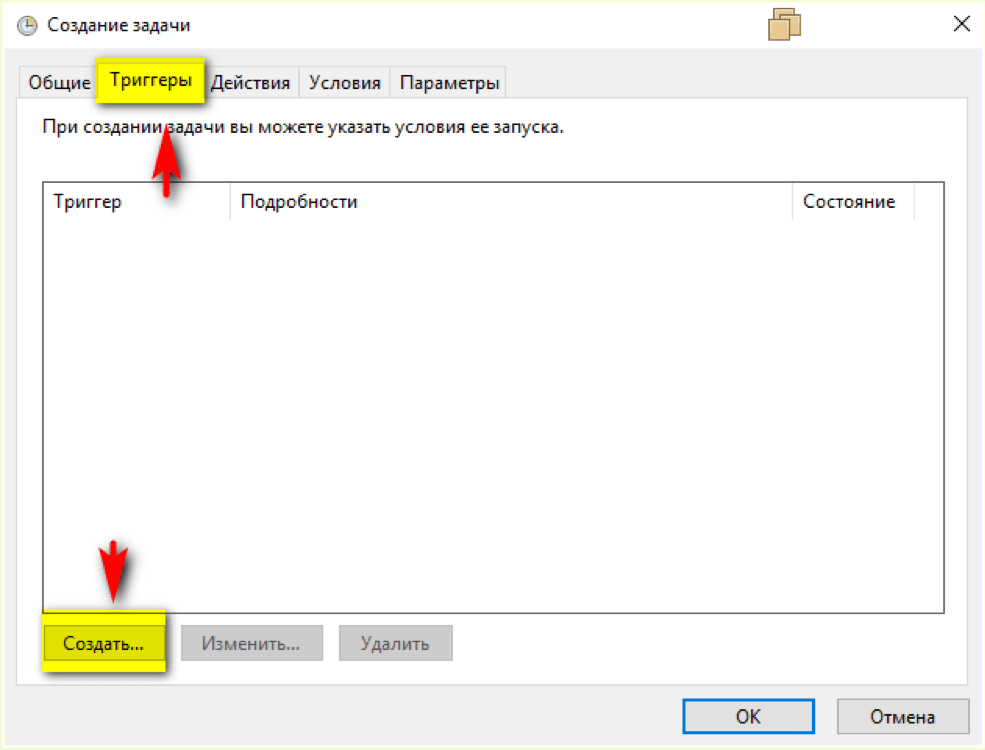 Создание задачи
Общие Триггеры Действия Условия Параметры
При создании задачи вы можете указать условия ее запуска.
Триггер Подробности Состояние
Создать... Изменить... Удалить
ОК Отмена